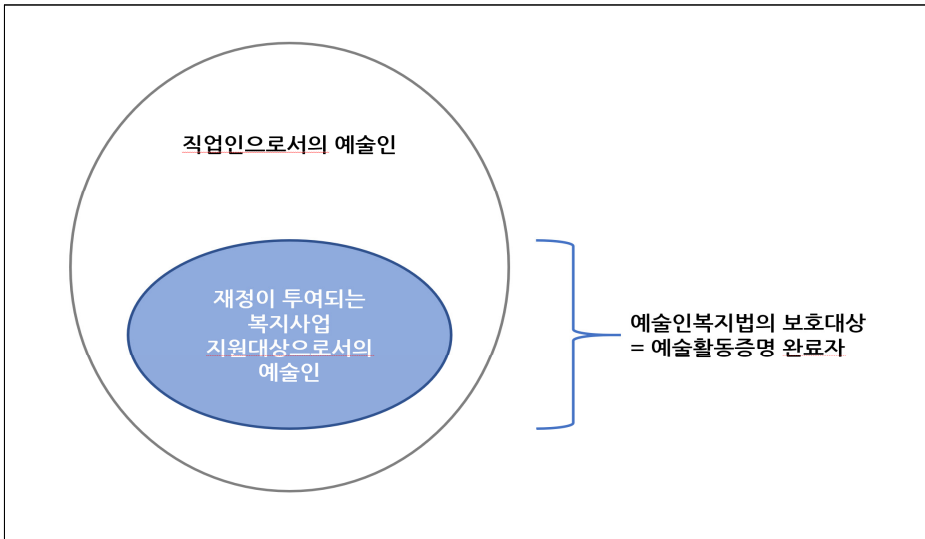 직업인으로서의 예술인
재정이 투여되는
복지사업
지원대상으로서의
예술인
예술인복지법의 보호대상
= 예술활동증명 완료자